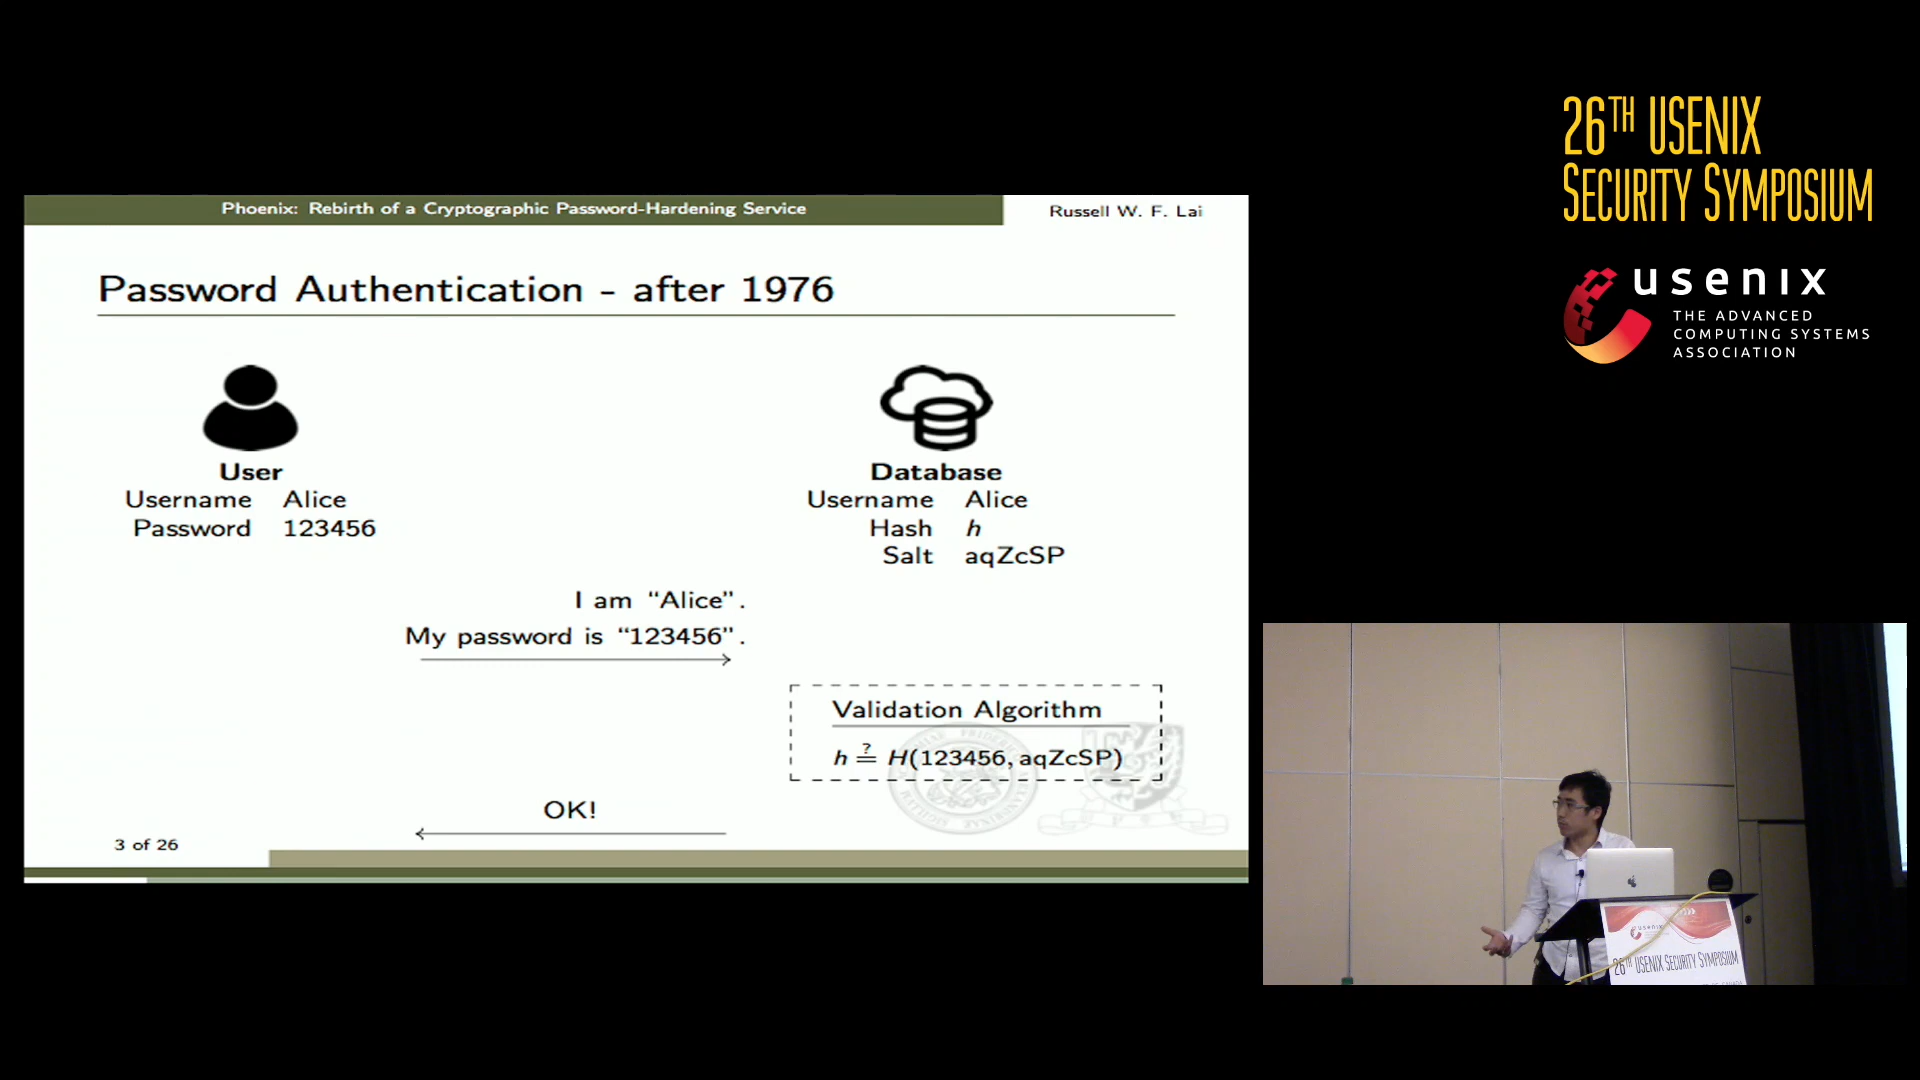 Phoenix: Rebirth of a Cryptographic Password-Hardening Service
Russell W. F. Lai
Password Authentication - after 1976
User
Username Alice
Password 123456
Database
Username Alice
Hash h
Salt aqZcSP
I am “Alice”.
My password is “123456”.
Validation Algorithm
h ≟ H(123456, aqZcSP)
OK!
3 of 26
26TH USENIX
SECURITY SYMPOSIUM
usenix
THE ADVANCED
COMPUTING SYSTEMS
ASSOCIATION
usenix
26TH USENIX SECURITY SYMPOSIUM